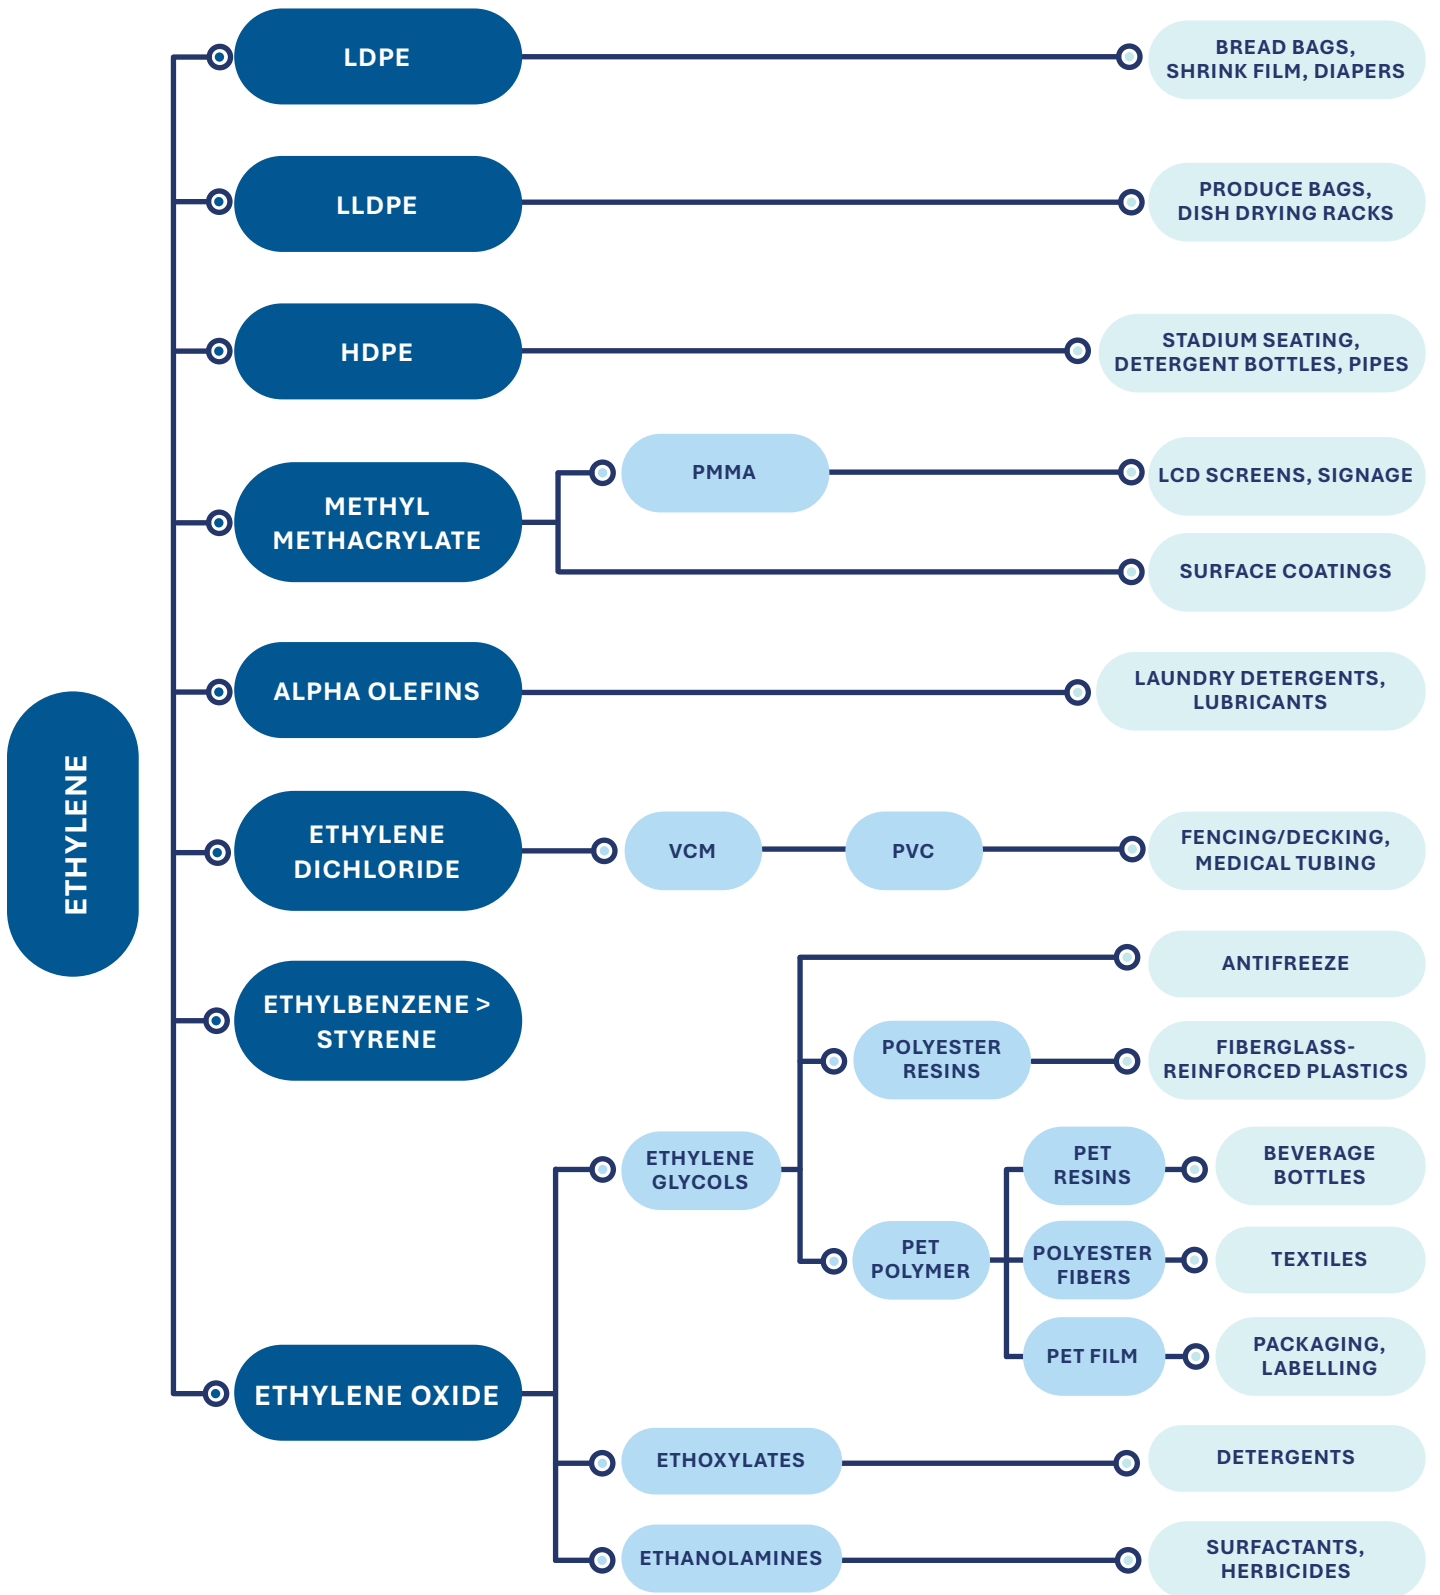 ETHYLENE
LDPE
BREAD BAGS,
SHRINK FILM, DIAPERS
LLDPE
PRODUCE BAGS,
DISH DRYING RACKS
HDPE
STADIUM SEATING,
DETERGENT BOTTLES, PIPES
METHYL
METHACRYLATE
PMMA
LCD SCREENS, SIGNAGE
SURFACE COATINGS
ALPHA OLEFINS
LAUNDRY DETERGENTS,
LUBRICANTS
ETHYLENE
DICHLORIDE
VCM
PVC
FENCING/DECKING,
MEDICAL TUBING
ETHYLBENZENE >
STYRENE
ETHYLENE OXIDE
ETHYLENE
GLYCOLS
ANTIFREEZE
POLYESTER
RESINS
FIBERGLASS-
REINFORCED PLASTICS
PET
POLYMER
PET
RESINS
BEVERAGE
BOTTLES
POLYESTER
FIBERS
TEXTILES
PET FILM
PACKAGING,
LABELLING
ETHOXYLATES
DETERGENTS
ETHANOLAMINES
SURFACTANTS,
HERBICIDES